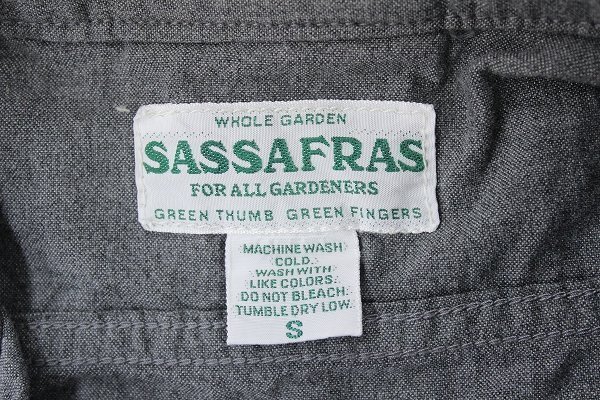 WHOLE GARDEN
SASSAFRAS
FOR ALL GARDENERS
GREEN THUMB GREEN FINGERS
MACHINE WASH
COLD.
WASH WITH
LIKE COLORS.
DO NOT BLEACH.
TUMBLE DRY LOW.
S